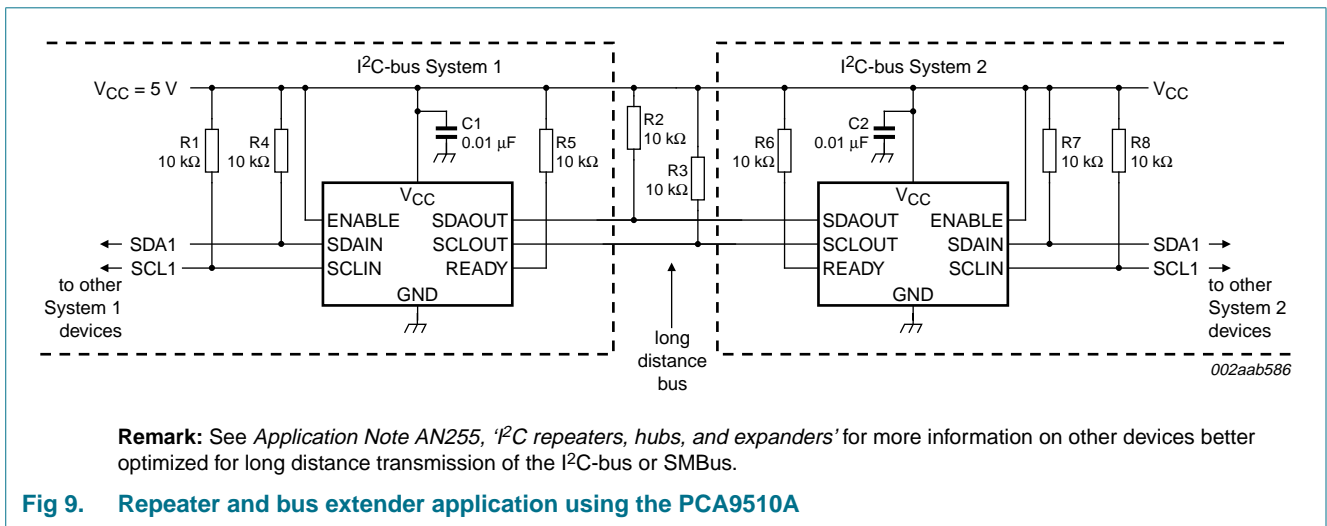 I²C-bus System 1
I²C-bus System 2
VCC = 5 V
VCC
R1
10 kΩ
R4
10 kΩ
C1
0.01 μF
R5
10 kΩ
R2
10 kΩ
R3
10 kΩ
R6
10 kΩ
C2
0.01 μF
R7
10 kΩ
R8
10 kΩ
VCC
ENABLE SDAOUT
SDAIN SCLOUT
SCLIN READY
GND
VCC
SDAOUT ENABLE
SCLOUT SDAIN
READY SCLIN
GND
SDA1
SCL1
to other
System 1
devices
long
distance
bus
SDA1
SCL1
to other
System 2
devices
002aab586
Remark: See Application Note AN255, ‘I²C repeaters, hubs, and expanders’ for more information on other devices better
optimized for long distance transmission of the I²C-bus or SMBus.
Fig 9. Repeater and bus extender application using the PCA9510A